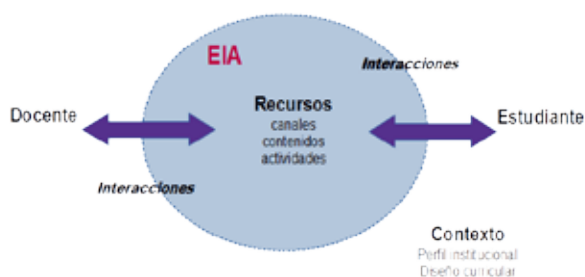 EIA
Interacciones
Recursos
canales
contenidos
actividades
Docente
Estudiante
Interacciones
Contexto
Perfil institucional
Diseño curricular